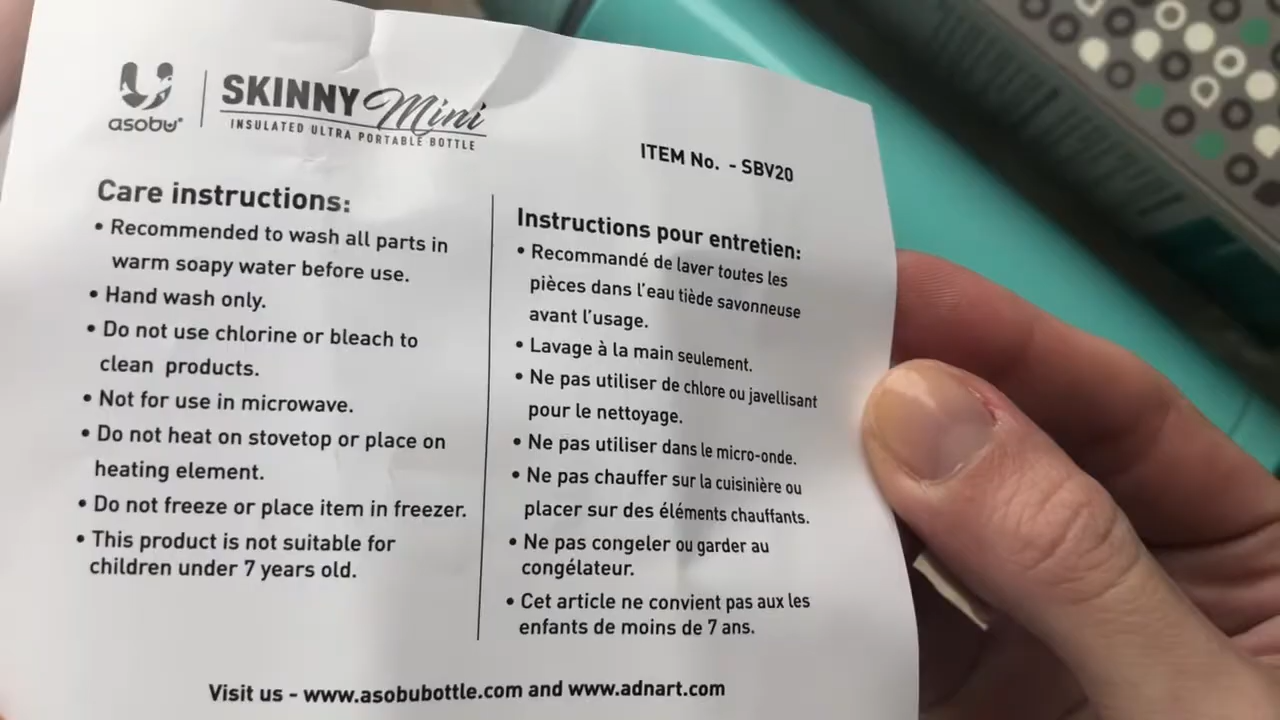 asobu®
SKINNY Mini
INSULATED ULTRA PORTABLE BOTTLE
ITEM No. - SBV20
Care instructions:
• Recommended to wash all parts in
warm soapy water before use.
• Hand wash only.
• Do not use chlorine or bleach to
clean products.
• Not for use in microwave.
• Do not heat on stovetop or place on
heating element.
• Do not freeze or place item in freezer.
• This product is not suitable for
children under 7 years old.
Instructions pour entretien:
• Recommandé de laver toutes les
pièces dans l'eau tiède savonneuse
avant l'usage.
• Lavage à la main seulement.
• Ne pas utiliser de chlore ou javellisant
pour le nettoyage.
• Ne pas utiliser dans le micro-onde.
• Ne pas chauffer sur la cuisinière ou
placer sur des éléments chauffants.
• Ne pas congeler ou garder au
congélateur.
• Cet article ne convient pas aux les
enfants de moins de 7 ans.
Visit us - www.asobubottle.com and www.adnart.com